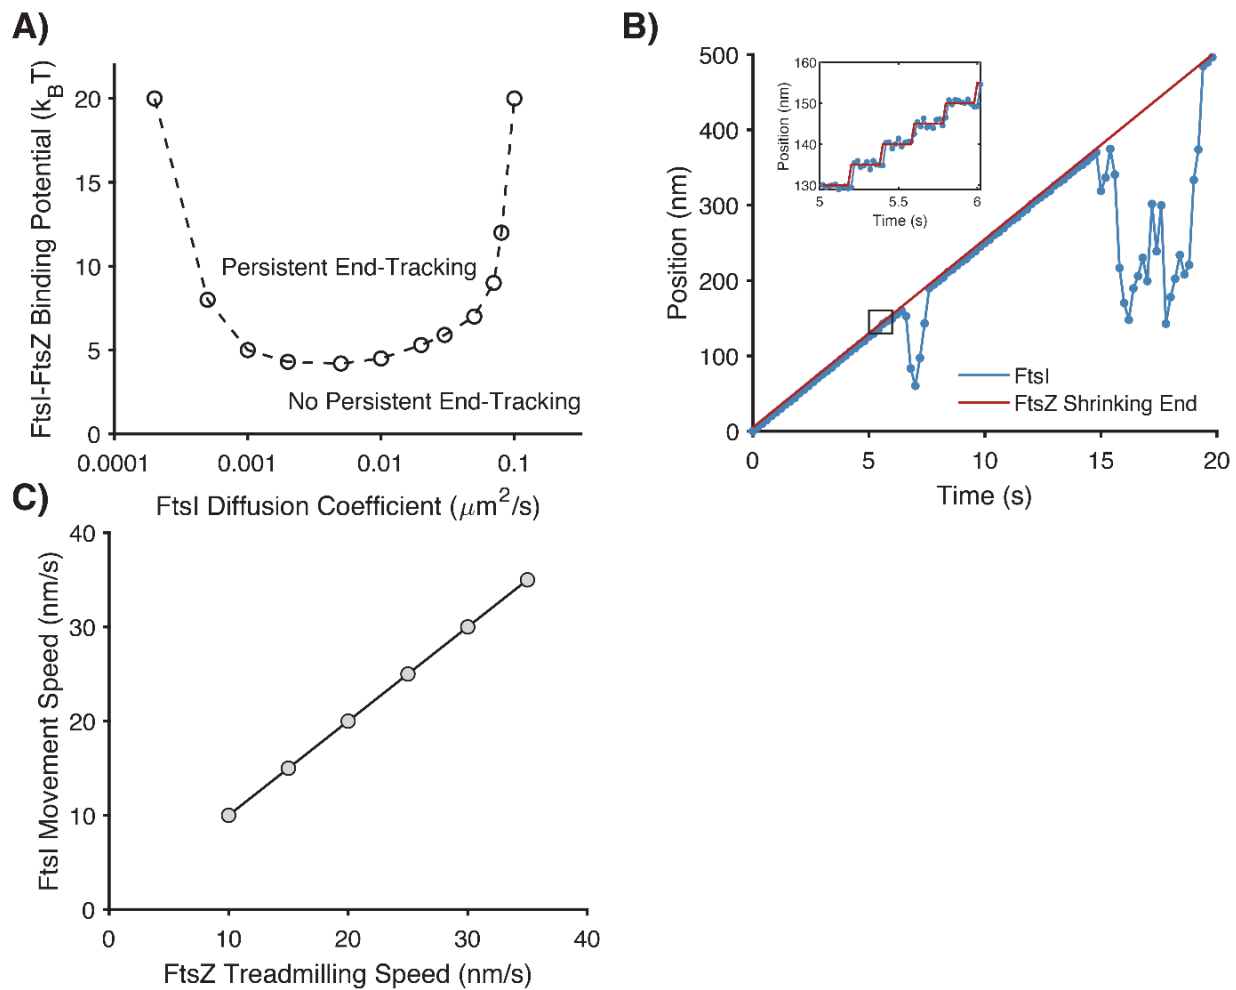 A)
FtsI-FtsZ Binding Potential (kBT)
20
15
10
5
0
Persistent End-Tracking
No Persistent End-Tracking
0.0001
0.001
0.01
0.1
FtsI Diffusion Coefficient (μm²/s)
B)
Position (nm)
500
400
300
200
100
0
160
150
140
130
Position (nm)
5
5.5
6
Time (s)
FtsI
FtsZ Shrinking End
0
5
10
15
20
Time (s)
C)
FtsI Movement Speed (nm/s)
40
30
20
10
0
0
10
20
30
40
FtsZ Treadmilling Speed (nm/s)